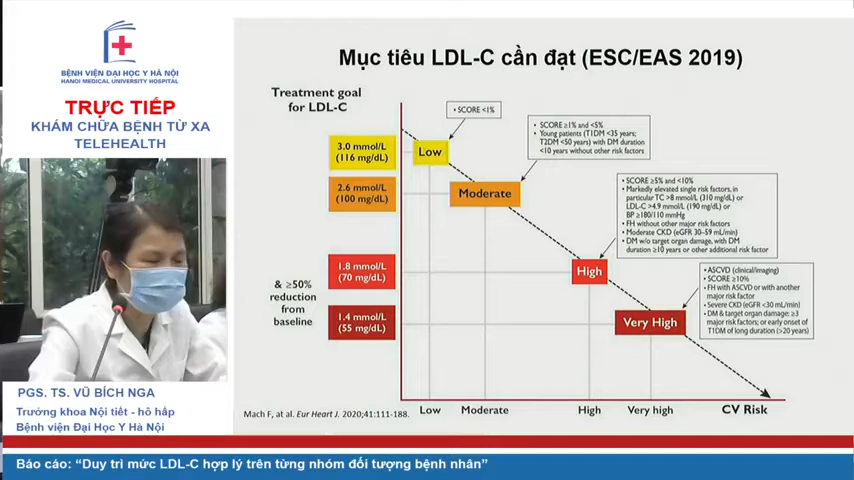 BỆNH VIỆN ĐẠI HỌC Y HÀ NỘI
HANOI MEDICAL UNIVERSITY HOSPITAL
TRỰC TIẾP
KHÁM CHỮA BỆNH TỪ XA
TELEHEALTH
PGS. TS. VŨ BÍCH NGA
Trưởng khoa Nội tiết - hô hấp
Bệnh viện Đại Học Y Hà Nội
Mục tiêu LDL-C cần đạt (ESC/EAS 2019)
Treatment goal
for LDL-C
3.0 mmol/L
(116 mg/dL)
2.6 mmol/L
(100 mg/dL)
1.8 mmol/L
(70 mg/dL)
1.4 mmol/L
(55 mg/dL)
& ≥50%
reduction
from
baseline
Low
• SCORE <1%
Moderate
• SCORE ≥1% and <5%
• Young patients (T1DM <35 years;
T2DM <50 years) with DM duration
<10 years without other risk factors
High
• SCORE ≥5% and <10%
• Markedly elevated single risk factors, in
particular TC >8 mmol/L (310 mg/dL) or
LDL-C >4.9 mmol/L (190 mg/dL) or
BP ≥180/110 mmHg
• FH without other major risk factors
• Moderate CKD (eGFR 30–59 mL/min)
• DM w/o target organ damage, with DM
duration ≥10 years or other additional risk factor
Very High
• ASCVD (clinical/imaging)
• SCORE ≥10%
• FH with ASCVD or with another
major risk factor
• Severe CKD (eGFR <30 mL/min)
• DM & target organ damage: ≥3
major risk factors; or early onset of
T1DM of long duration (>20 years)
Low
Moderate
High
Very high
CV Risk
Mach F, et al. Eur Heart J. 2020;41:111-188.
Báo cáo: “Duy trì mức LDL-C hợp lý trên từng nhóm đối tượng bệnh nhân”